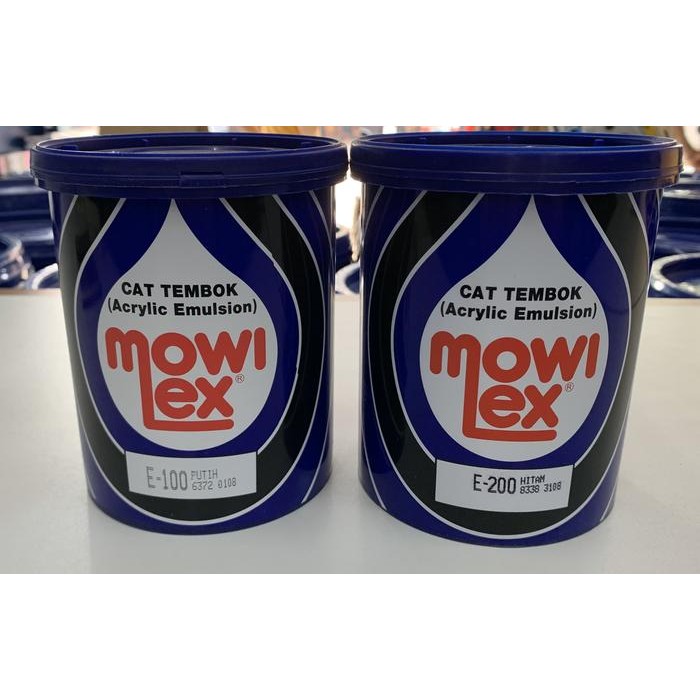 CAT TEMBOK
(Acrylic Emulsion)
mowi
Lex®
E-100 PUTIH
6372 0108
CAT TEMBOK
(Acrylic Emulsion)
mowi
Lex®
E-200 HITAM
8338 3108